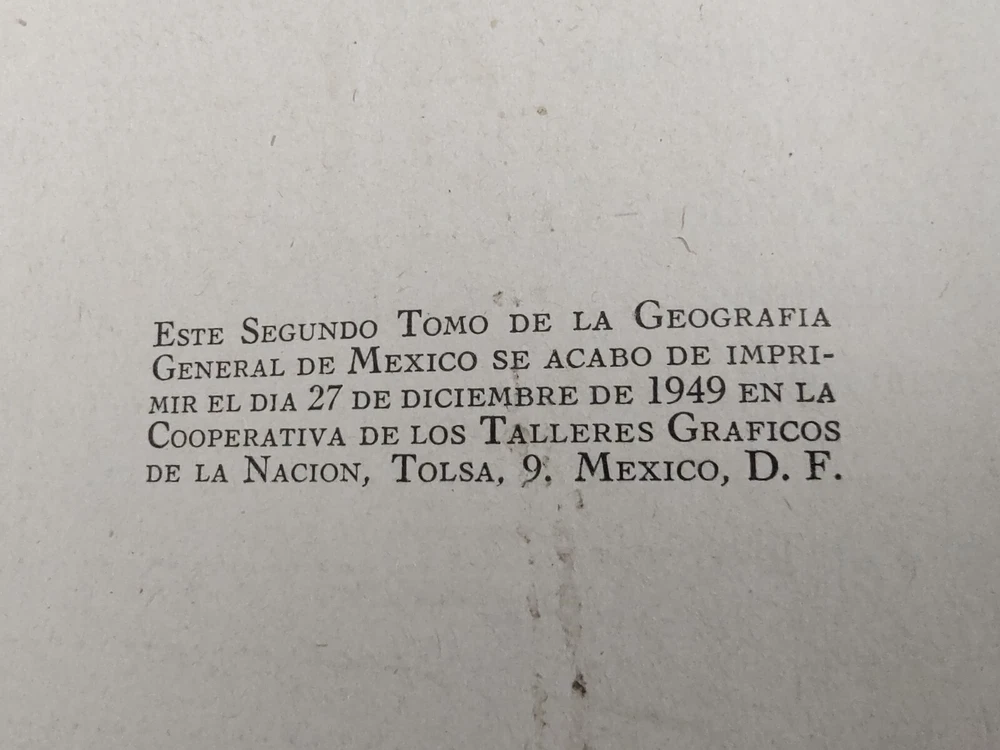 Este Segundo Tomo de la Geografia
General de Mexico se acabo de impri-
mir el dia 27 de diciembre de 1949 en la
Cooperativa de los Talleres Graficos
de la Nacion, Tolsa, 9. Mexico, D. F.